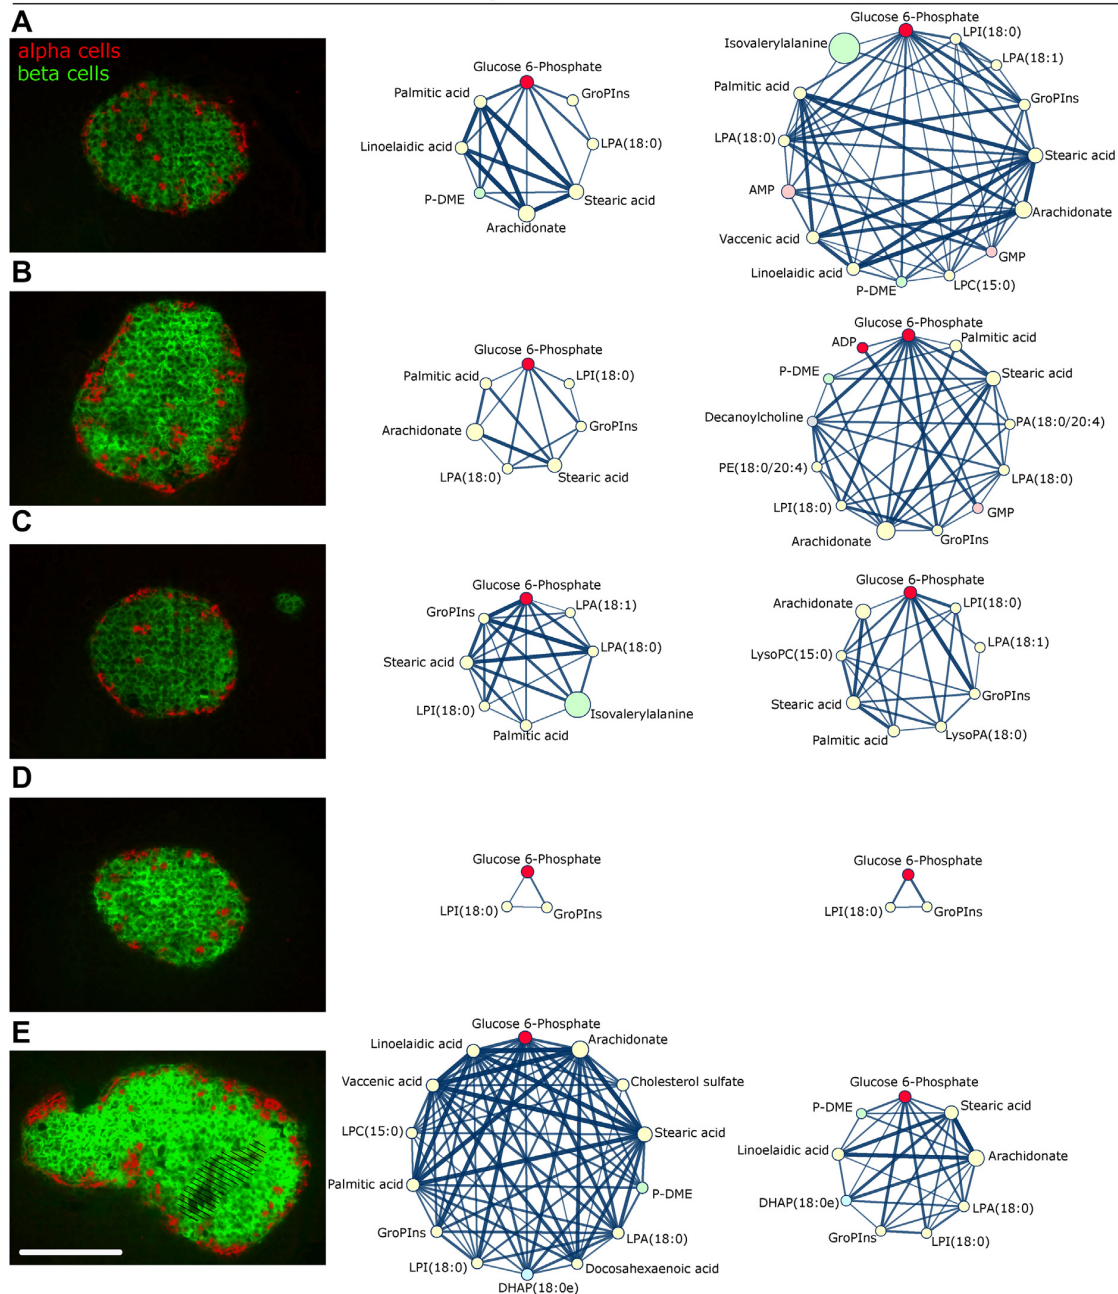 A
alpha cells
beta cells
Glucose 6-Phosphate
Palmitic acid
GroPIns
Linoelaidic acid
LPA(18:0)
P-DME
Stearic acid
Arachidonate
Glucose 6-Phosphate
LPI(18:0)
Isovalerylalanine
LPA(18:1)
Palmitic acid
GroPIns
LPA(18:0)
Stearic acid
AMP
Arachidonate
Vaccenic acid
GMP
Linoelaidic acid
P-DME
LPC(15:0)
B
Glucose 6-Phosphate
Palmitic acid
LPI(18:0)
Arachidonate
GroPIns
LPA(18:0)
Stearic acid
Glucose 6-Phosphate
ADP
Palmitic acid
P-DME
Stearic acid
Decanoylcholine
PA(18:0/20:4)
PE(18:0/20:4)
LPA(18:0)
LPI(18:0)
GMP
Arachidonate
GroPIns
C
Glucose 6-Phosphate
GroPIns
LPA(18:1)
Stearic acid
LPA(18:0)
LPI(18:0)
Isovalerylalanine
Palmitic acid
Glucose 6-Phosphate
Arachidonate
LPI(18:0)
LysoPC(15:0)
LPA(18:1)
Stearic acid
GroPIns
Palmitic acid
LysoPA(18:0)
D
Glucose 6-Phosphate
LPI(18:0)
GroPIns
Glucose 6-Phosphate
LPI(18:0)
GroPIns
E
Glucose 6-Phosphate
Linoelaidic acid
Arachidonate
Vaccenic acid
Cholesterol sulfate
LPC(15:0)
Stearic acid
Palmitic acid
P-DME
GroPIns
LPA(18:0)
LPI(18:0)
Docosahexaenoic acid
DHAP(18:0e)
Glucose 6-Phosphate
P-DME
Stearic acid
Linoelaidic acid
Arachidonate
DHAP(18:0e)
LPA(18:0)
GroPIns
LPI(18:0)